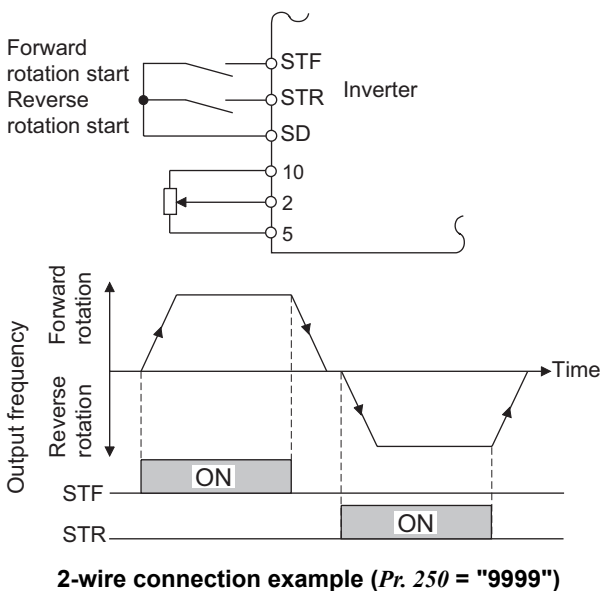 Forward
rotation start
Reverse
rotation start
STF
STR
SD
Inverter
10
2
5
Output frequency
Forward
rotation
Reverse
rotation
Time
ON
STF
ON
STR
2-wire connection example (Pr. 250 = "9999")